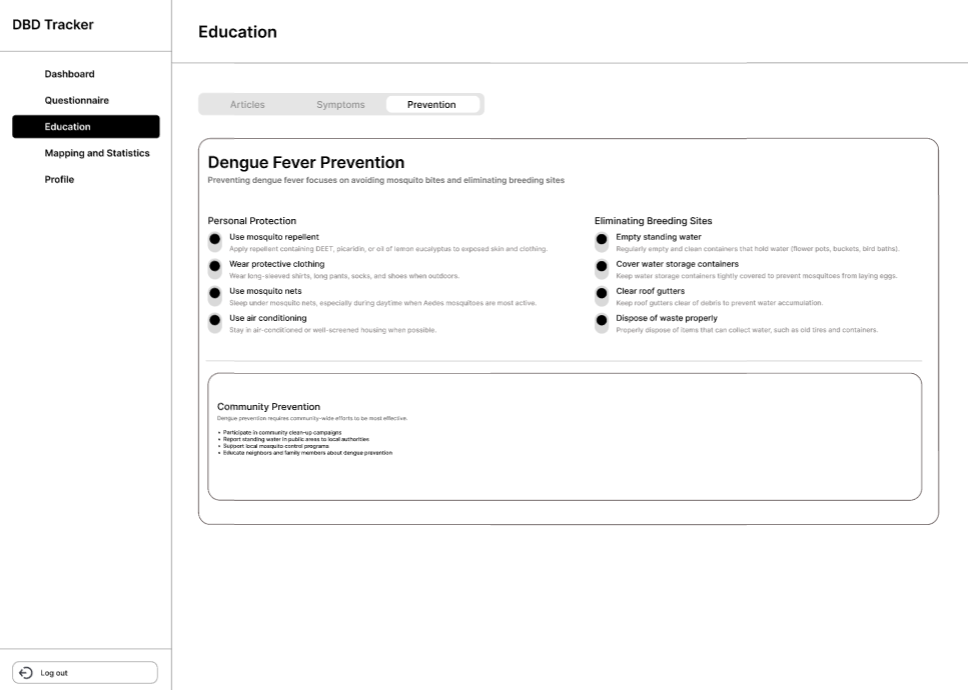 DBD Tracker
Dashboard
Questionnaire
Education
Mapping and Statistics
Profile
Log out
Education
Articles
Symptoms
Prevention
Dengue Fever Prevention
Preventing dengue fever focuses on avoiding mosquito bites and eliminating breeding sites
Personal Protection
Use mosquito repellent
Apply repellent containing DEET, picaridin, or oil of lemon eucalyptus to exposed skin and clothing.
Wear protective clothing
Wear long-sleeved shirts, long pants, socks, and shoes when outdoors.
Use mosquito nets
Sleep under mosquito nets, especially during daytime when Aedes mosquitoes are most active.
Use air conditioning
Stay in air-conditioned or well-screened housing when possible.
Eliminating Breeding Sites
Empty standing water
Regularly empty and clean containers that hold water (flower pots, buckets, bird baths).
Cover water storage containers
Keep water storage containers tightly covered to prevent mosquitoes from laying eggs.
Clear roof gutters
Keep roof gutters clear of debris to prevent water accumulation.
Dispose of waste properly
Properly dispose of items that can collect water, such as old tires and containers.
Community Prevention
Dengue prevention requires community-wide efforts to be most effective.
• Participate in community clean-up campaigns
• Report standing water in public areas to local authorities
• Support local mosquito control programs
• Educate neighbors and family members about dengue prevention